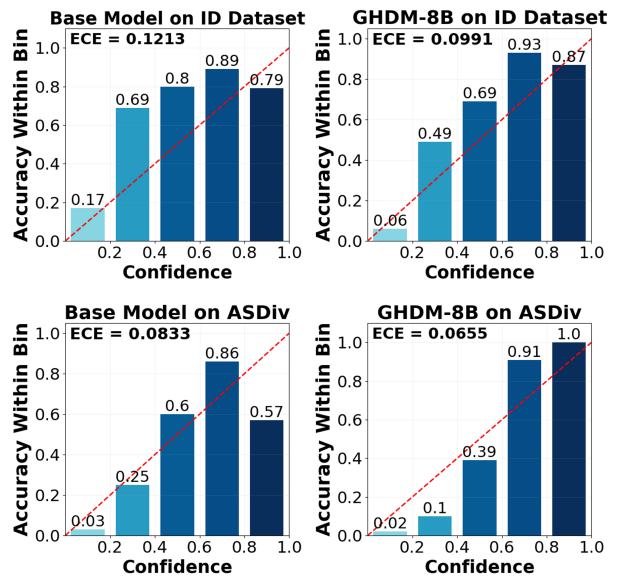 Base Model on ID Dataset
ECE = 0.1213
Accuracy Within Bin
1.0
0.8
0.6
0.4
0.2
0.0
0.17
0.69
0.8
0.89
0.79
0.2 0.4 0.6 0.8 1.0
Confidence
GHDM-8B on ID Dataset
ECE = 0.0991
Accuracy Within Bin
1.0
0.8
0.6
0.4
0.2
0.0
0.06
0.49
0.69
0.93
0.87
0.2 0.4 0.6 0.8 1.0
Confidence
Base Model on ASDiv
ECE = 0.0833
Accuracy Within Bin
1.0
0.8
0.6
0.4
0.2
0.0
0.03
0.25
0.6
0.86
0.57
0.2 0.4 0.6 0.8 1.0
Confidence
GHDM-8B on ASDiv
ECE = 0.0655
Accuracy Within Bin
1.0
0.8
0.6
0.4
0.2
0.0
0.02
0.1
0.39
0.91
1.0
0.2 0.4 0.6 0.8 1.0
Confidence